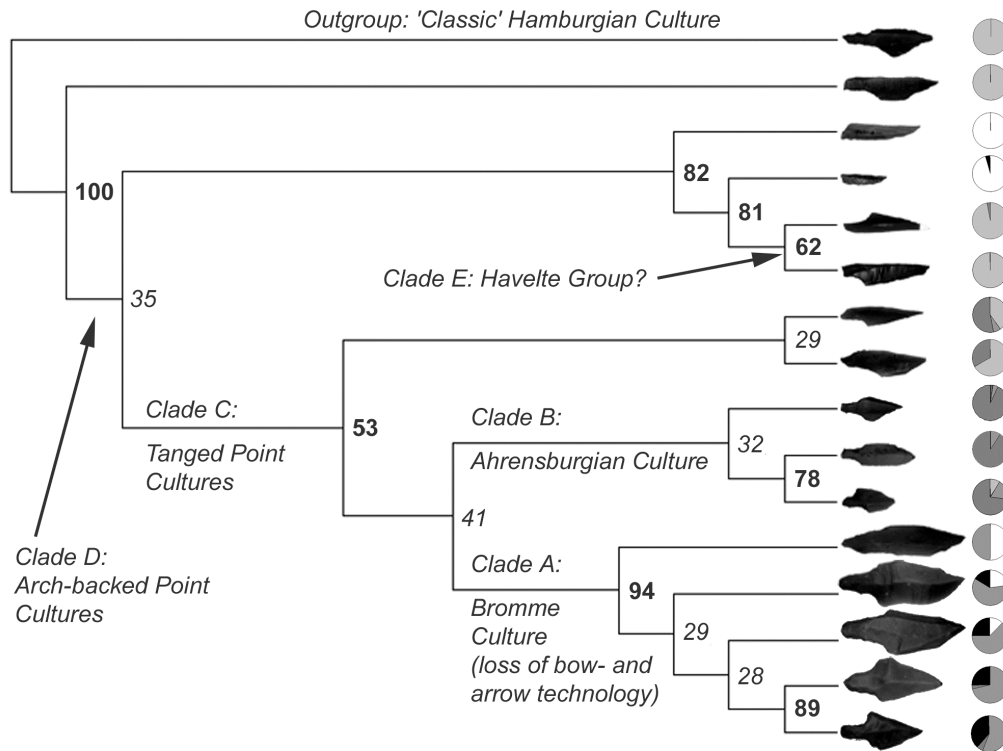 Outgroup: 'Classic' Hamburgian Culture
100
82
81
62
Clade E: Havelte Group?
35
29
Clade C:
Tanged Point
Cultures
53
Clade B:
Ahrensburgian Culture
32
78
41
Clade D:
Arch-backed Point
Cultures
Clade A:
Bromme
Culture
(loss of bow- and
arrow technology)
94
29
28
89